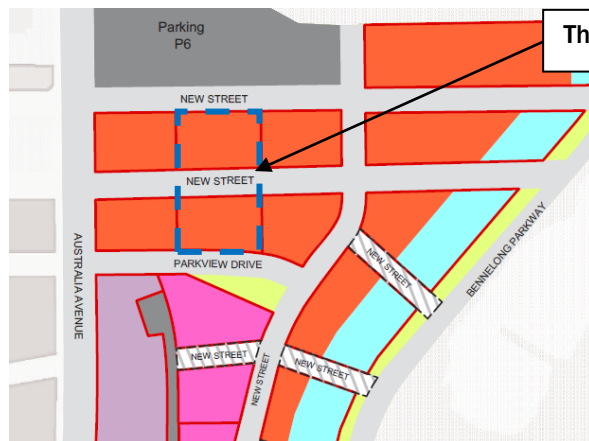 Parking
P6
Th
NEW STREET
NEW STREET
PARKVIEW DRIVE
AUSTRALIA AVENUE
NEW STREET
BENNELONG PARKWAY
NEW STREET
NEW STREET
NEW STREET